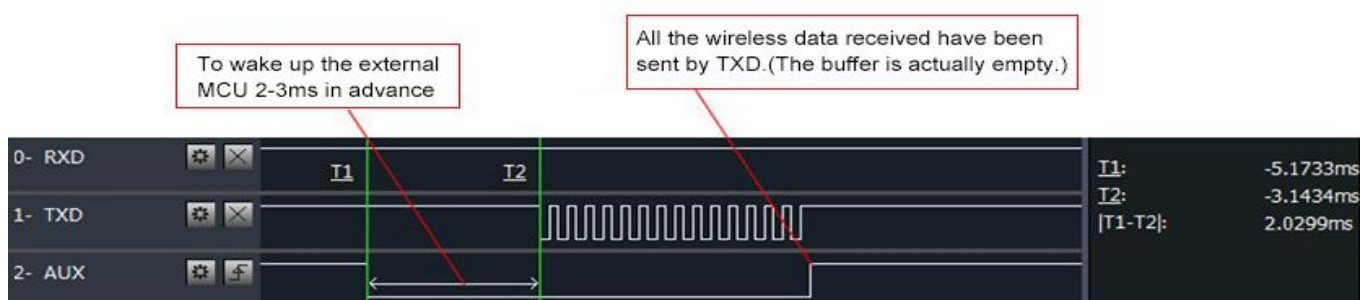 To wake up the external
MCU 2-3ms in advance
All the wireless data received have been
sent by TXD.(The buffer is actually empty.)
0- RXD
T1
T2
1- TXD
2- AUX
T1: -5.1733ms
T2: -3.1434ms
|T1-T2|: 2.0299ms